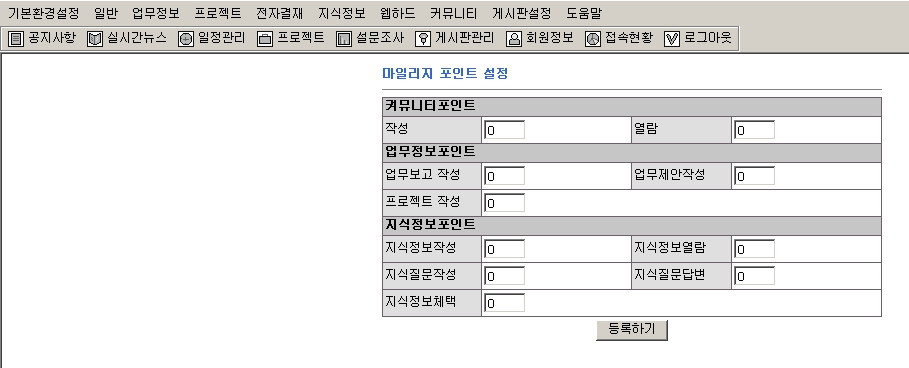 기본환경설정 일반 업무정보 프로젝트 전자결재 지식정보 웹하드 커뮤니티 게시판설정 도움말
공지사항 실시간뉴스 일정관리 프로젝트 설문조사 게시판관리 회원정보 접속현황 로그아웃
마일리지 포인트 설정
커뮤니티포인트
작성 0 열람 0
업무정보포인트
업무보고 작성 0 업무제안작성 0
프로젝트 작성 0
지식정보포인트
지식정보작성 0 지식정보열람 0
지식질문작성 0 지식질문답변 0
지식정보체택 0
등록하기